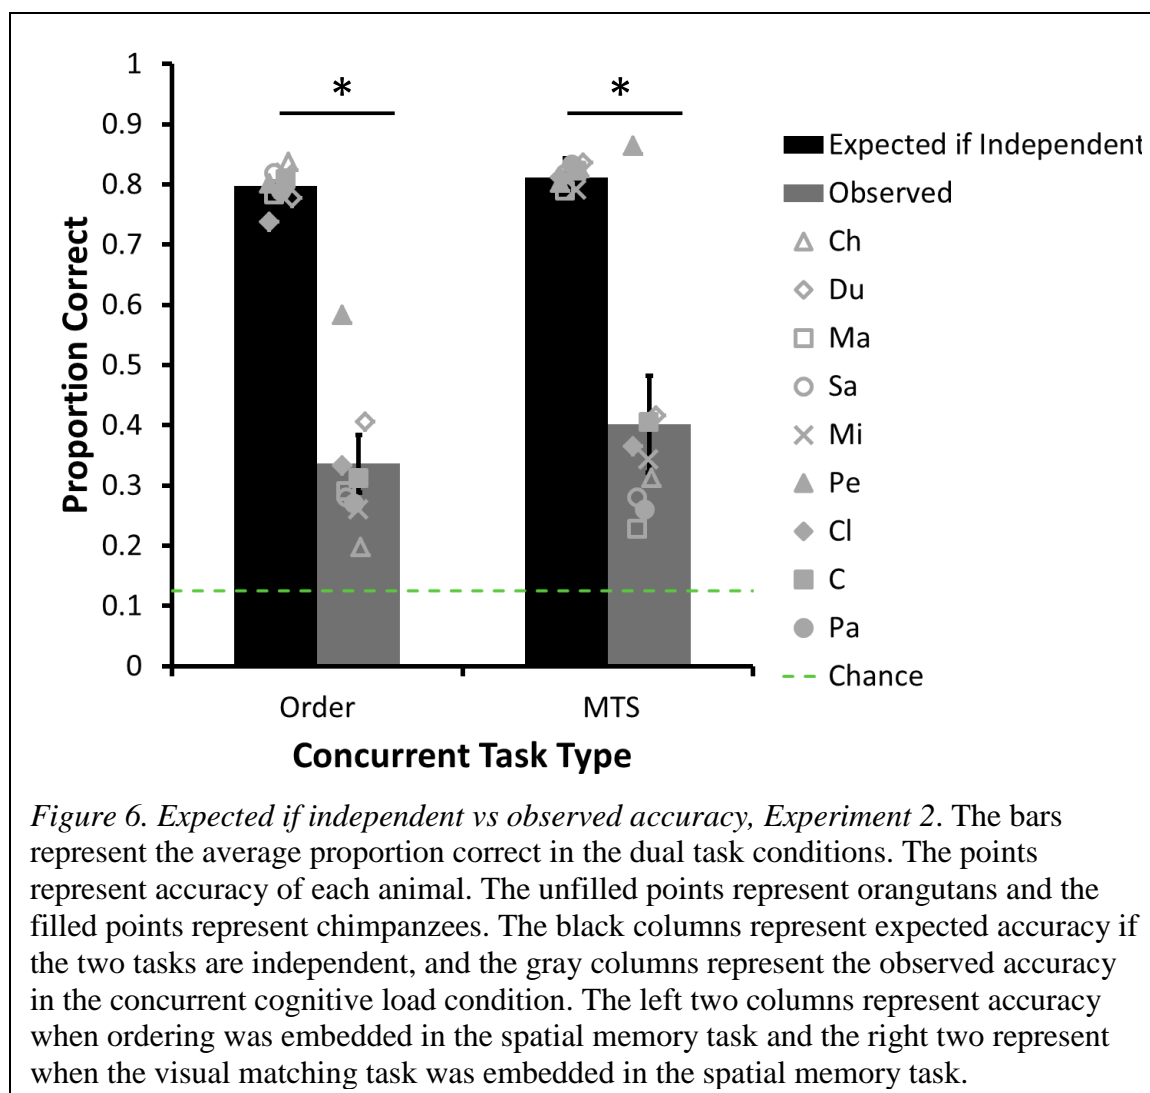 1
0.9
0.8
0.7
0.6
0.5
0.4
0.3
0.2
0.1
0
Proportion Correct
*
*
Order
MTS
Concurrent Task Type
Expected if Independent
Observed
Ch
Du
Ma
Sa
Mi
Pe
Cl
C
Pa
Chance
Figure 6. Expected if independent vs observed accuracy, Experiment 2. The bars
represent the average proportion correct in the dual task conditions. The points
represent accuracy of each animal. The unfilled points represent orangutans and the
filled points represent chimpanzees. The black columns represent expected accuracy if
the two tasks are independent, and the gray columns represent the observed accuracy
in the concurrent cognitive load condition. The left two columns represent accuracy
when ordering was embedded in the spatial memory task and the right two represent
when the visual matching task was embedded in the spatial memory task.